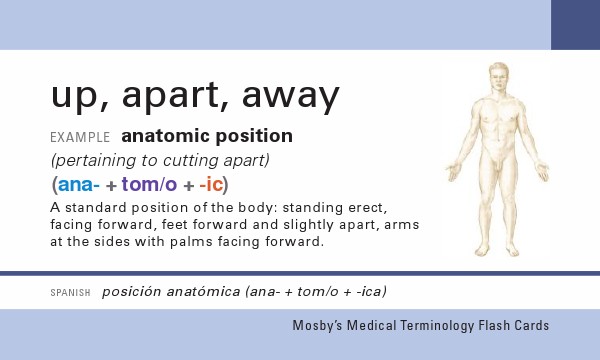 up, apart, away
EXAMPLE anatomic position
(pertaining to cutting apart)
(ana- + tom/o + -ic)
A standard position of the body: standing erect,
facing forward, feet forward and slightly apart, arms
at the sides with palms facing forward.
SPANISH posición anatómica (ana- + tom/o + -ica)
Mosby's Medical Terminology Flash Cards